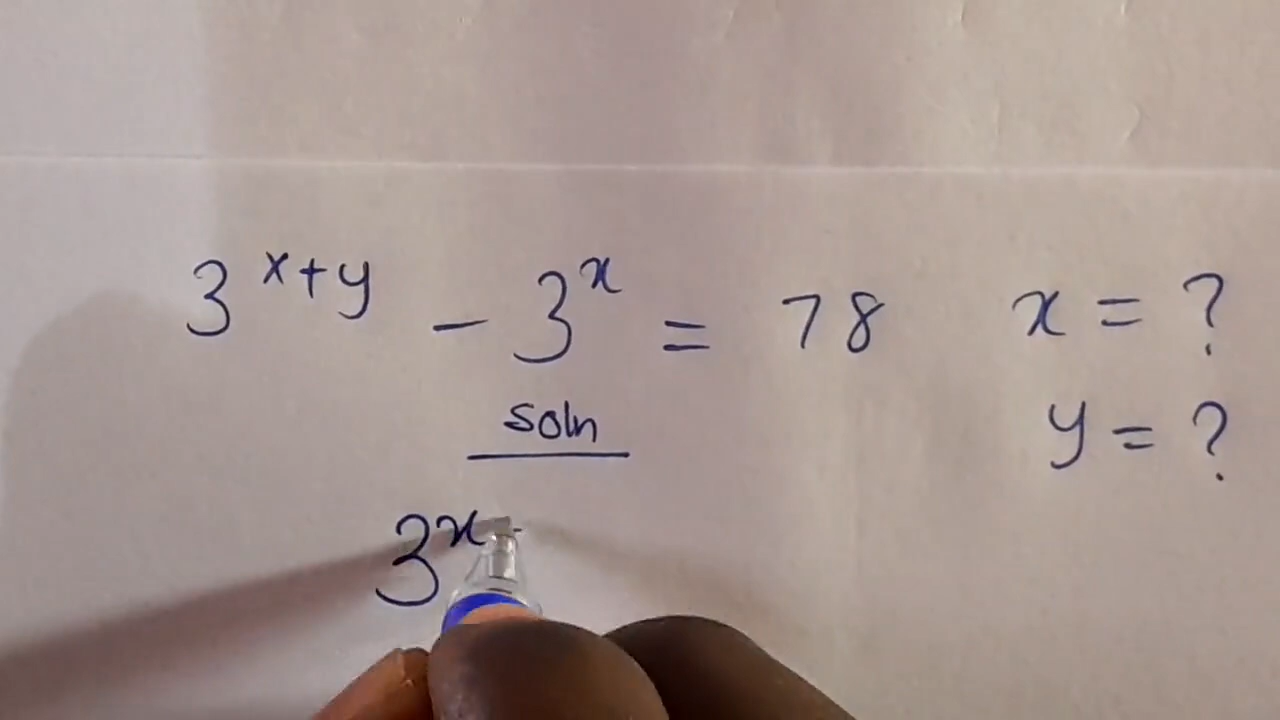 3^{x+y} - 3^x = 78 x = ?
y = ?
soln
3^x